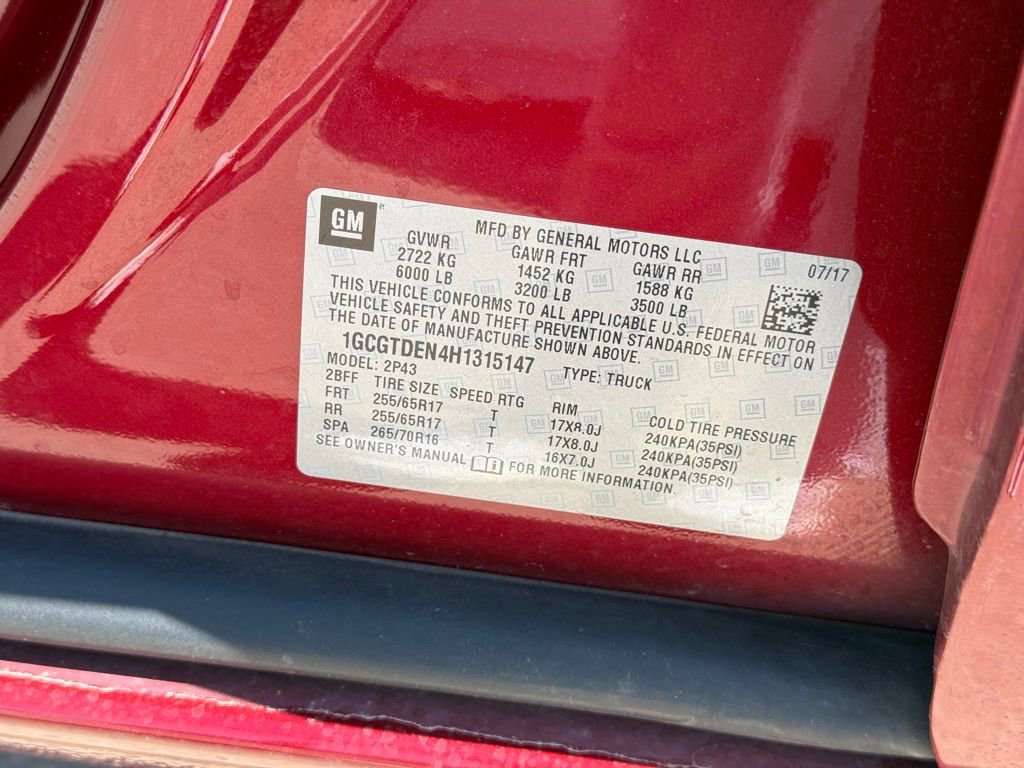 GM
MFD BY GENERAL MOTORS LLC
07/17
GVWR GAWR FRT GAWR RR
2722 KG 1452 KG 1588 KG
6000 LB 3200 LB 3500 LB
THIS VEHICLE CONFORMS TO ALL APPLICABLE U.S. FEDERAL MOTOR
VEHICLE SAFETY AND THEFT PREVENTION STANDARDS IN EFFECT ON
THE DATE OF MANUFACTURE SHOWN ABOVE.
1GCGTDEN4H1315147 TYPE: TRUCK
MODEL: 2P43
2BFF TIRE SIZE SPEED RTG RIM COLD TIRE PRESSURE
FRT 255/65R17 T 17X8.0J 240KPA(35PSI)
RR 255/65R17 T 17X8.0J 240KPA(35PSI)
SPA 265/70R16 T 16X7.0J 240KPA(35PSI)
SEE OWNER'S MANUAL FOR MORE INFORMATION.